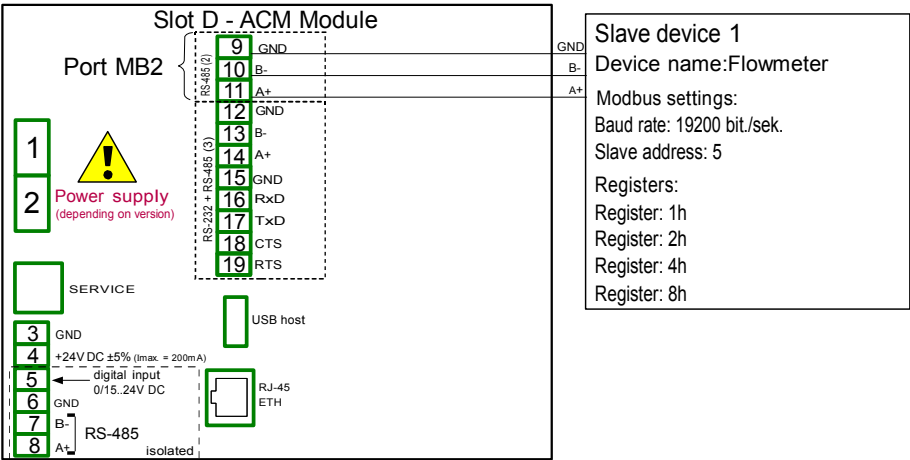 Slot D - ACM Module
Port MB2
RS-485 (2)
9 GND
10 B-
11 A+
RS-232 + RS-485 (3)
12 GND
13 B-
14 A+
15 GND
16 RxD
17 TxD
18 CTS
19 RTS
1
2
!
Power supply
(depending on version)
SERVICE
USB host
3 GND
4 +24V DC ±5% (Imax. = 200mA)
5 digital input
0/15..24V DC
6 GND
7 B-
8 A+
RS-485
isolated
RJ-45
ETH
GND
B-
A+
Slave device 1
Device name:Flowmeter
Modbus settings:
Baud rate: 19200 bit./sek.
Slave address: 5
Registers:
Register: 1h
Register: 2h
Register: 4h
Register: 8h